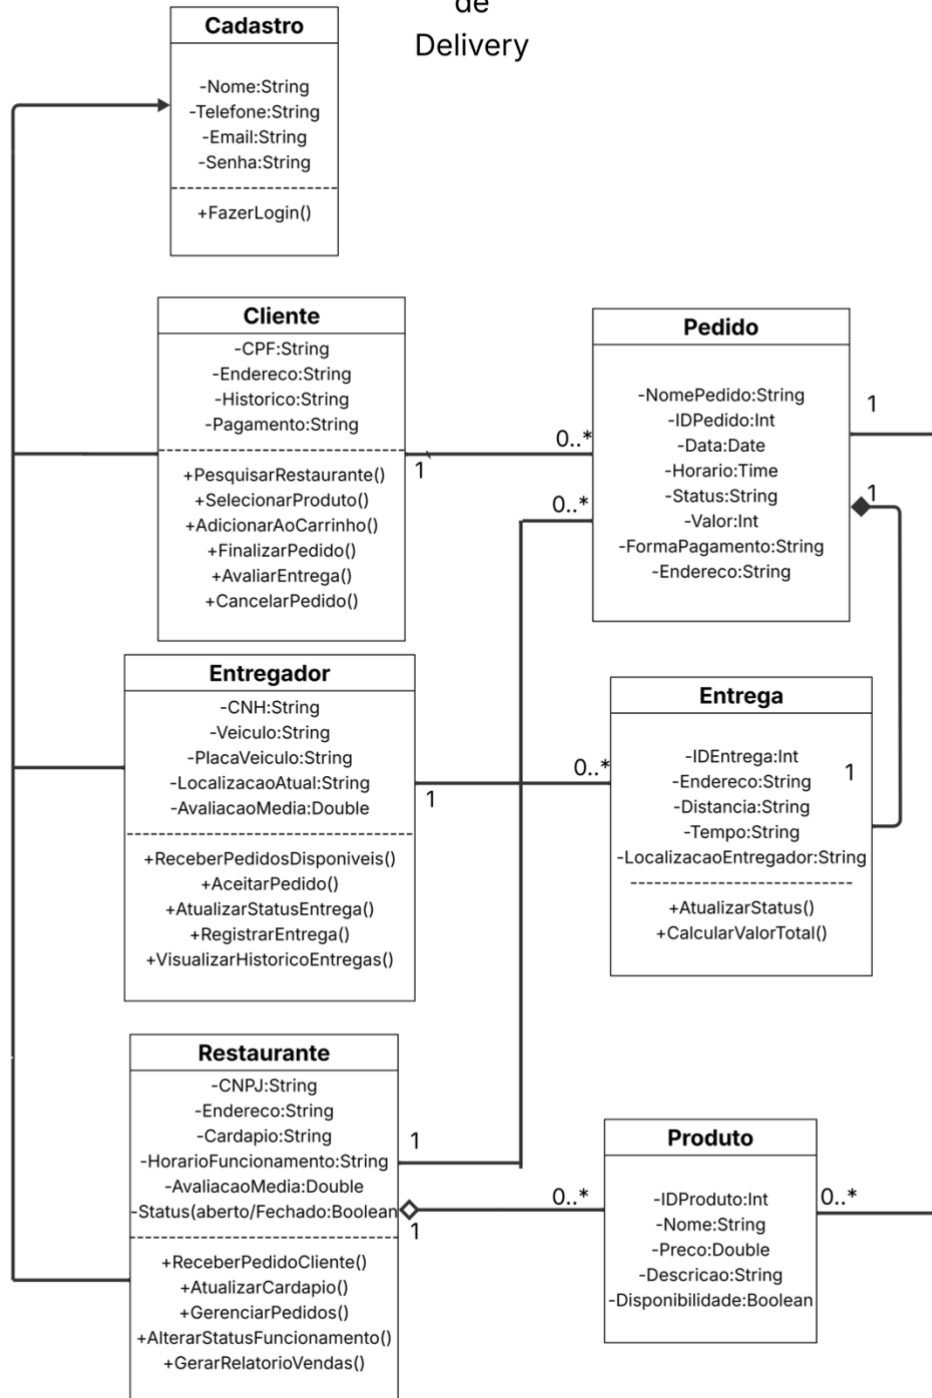 de
Delivery
Cadastro
-Nome:String
-Telefone:String
-Email:String
-Senha:String
+FazerLogin()
Cliente
-CPF:String
-Endereco:String
-Historico:String
-Pagamento:String
+PesquisarRestaurante()
+SelecionarProduto()
+AdicionarAoCarrinho()
+FinalizarPedido()
+AvaliarEntrega()
+CancelarPedido()
1
0..*
0..*
Pedido
-NomePedido:String
-IDPedido:Int
-Data:Date
-Horario:Time
-Status:String
-Valor:Int
-FormaPagamento:String
-Endereco:String
1
1
Entregador
-CNH:String
-Veiculo:String
-PlacaVeiculo:String
-LocalizacaoAtual:String
-AvaliacaoMedia:Double
+ReceberPedidosDisponiveis()
+AceitarPedido()
+AtualizarStatusEntrega()
+RegistrarEntrega()
+VisualizarHistoricoEntregas()
1
0..*
Entrega
-IDEntrega:Int
-Endereco:String
-Distancia:String
-Tempo:String
-LocalizacaoEntregador:String
+AtualizarStatus()
+CalcularValorTotal()
1
Restaurante
-CNPJ:String
-Endereco:String
-Cardapio:String
-HorarioFuncionamento:String
-AvaliacaoMedia:Double
-Status(aberto/Fechado:Boolean
+ReceberPedidoCliente()
+AtualizarCardapio()
+GerenciarPedidos()
+AlterarStatusFuncionamento()
+GerarRelatorioVendas()
1
1
0..*
Produto
-IDProduto:Int
-Nome:String
-Preco:Double
-Descricao:String
-Disponibilidade:Boolean
0..*